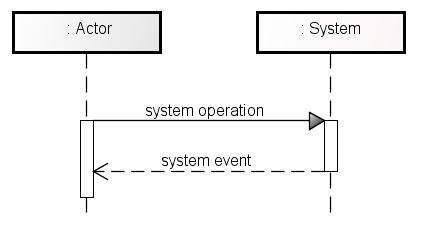 : Actor
: System
system operation
system event